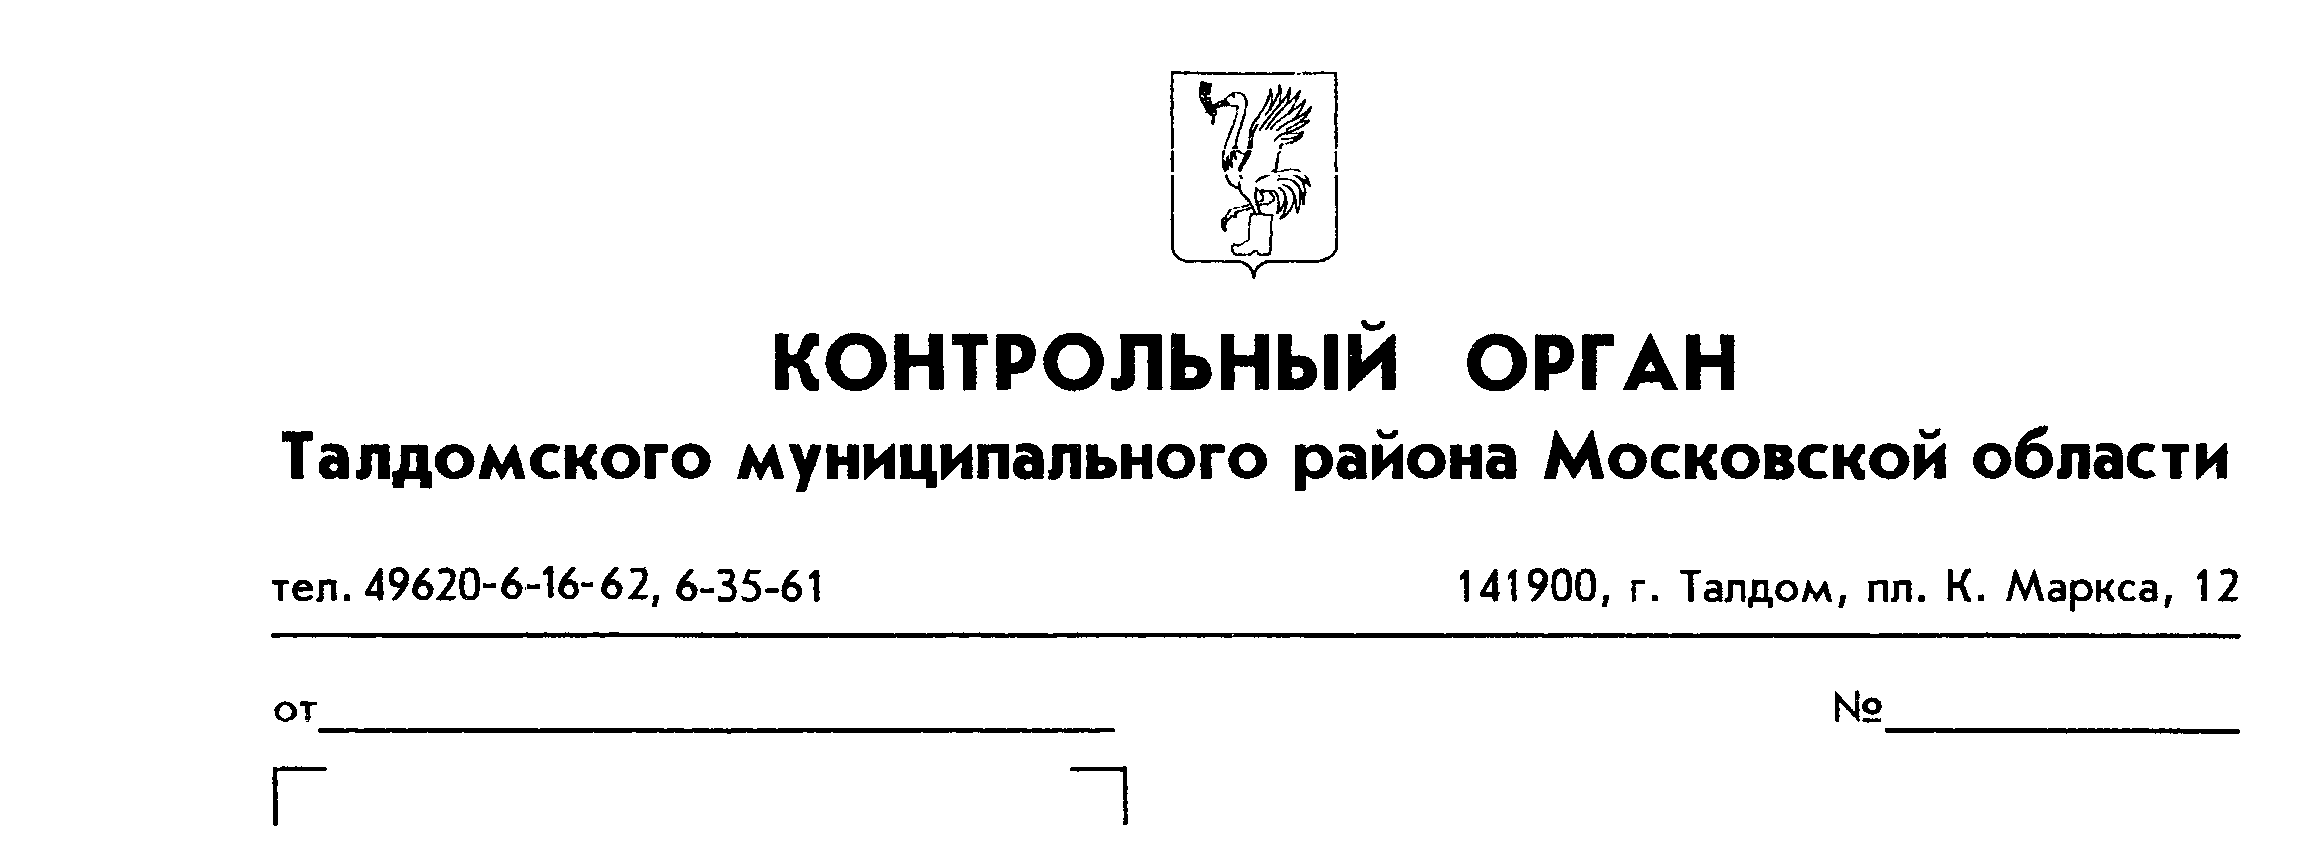 КОНТРОЛЬНЫЙ ОРГАН
Талдомского муниципального района Московской области
тел. 49620-6-16-62, 6-35-61 141900, г. Талдом, пл. К. Маркса, 12
от №